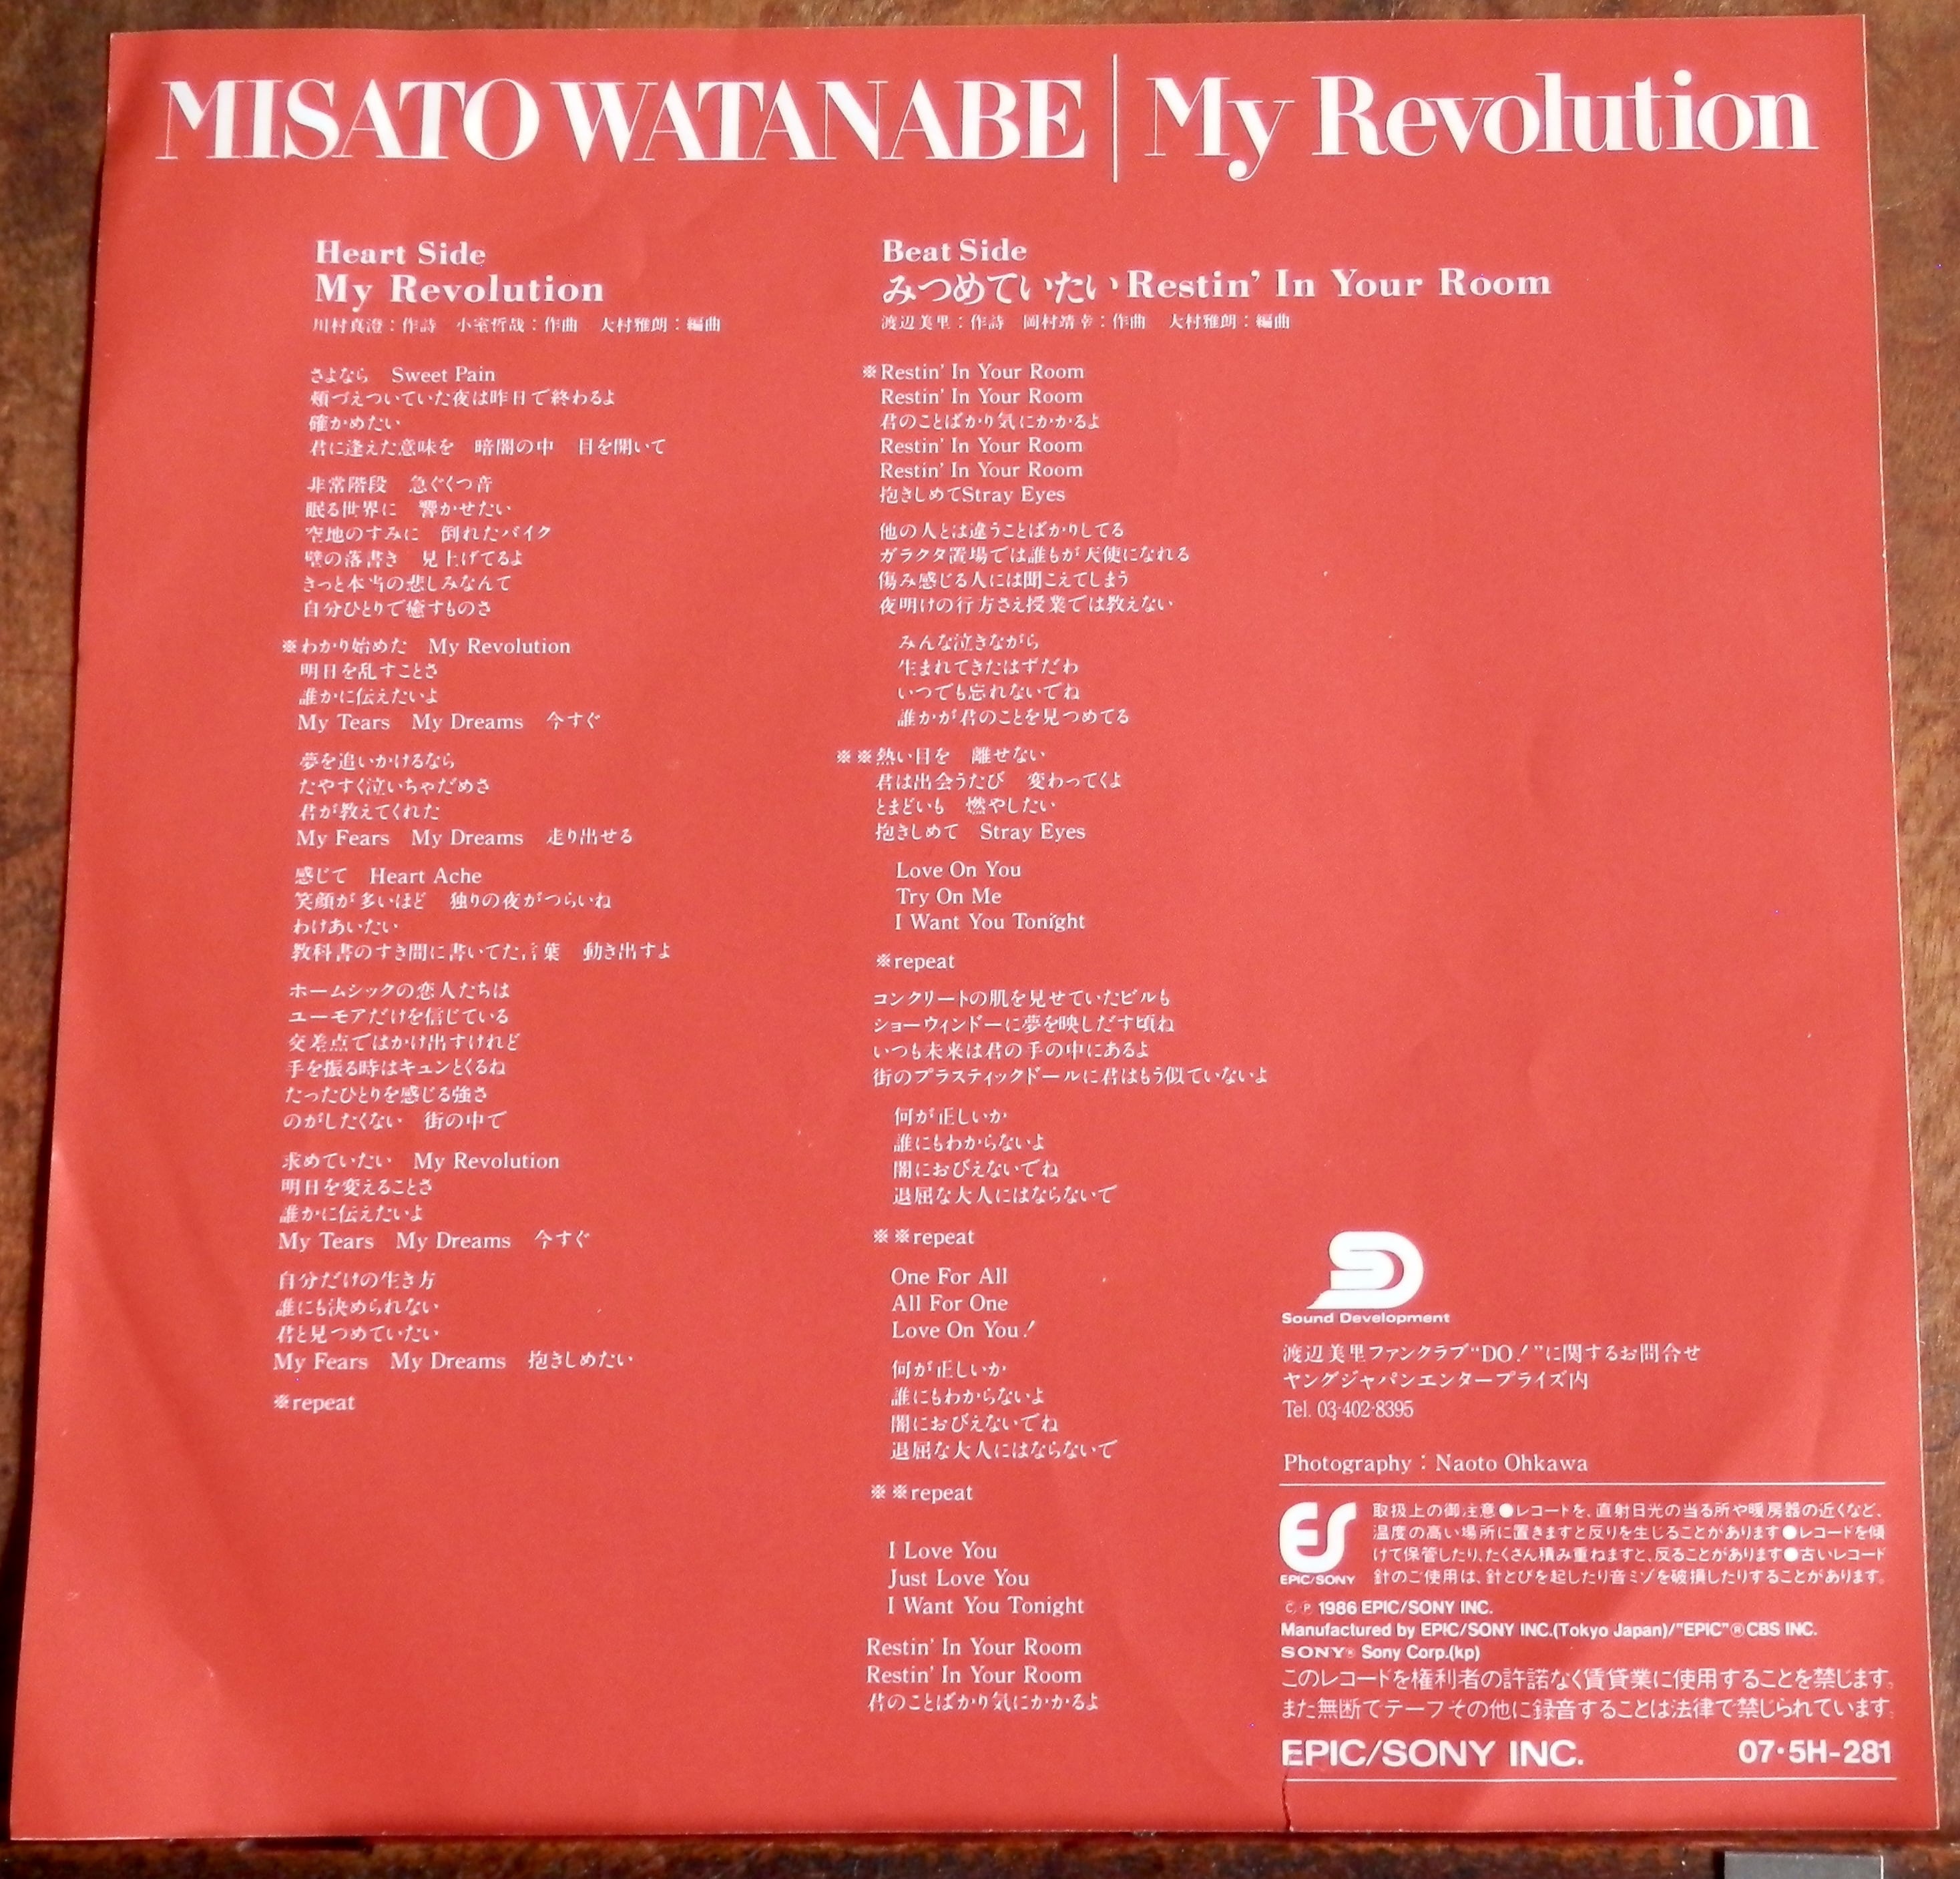 MISATO WATANABE | My Revolution
Heart Side
My Revolution
川村真澄：作詩　小室哲哉：作曲　大村雅朗：編曲
さよなら　Sweet Pain
頬づえついていた夜は昨日で終わるよ
確かめたい
君に逢えた意味を　暗闇の中　目を開いて
非常階段　急ぐくつ音
眠る世界に　響かせたい
空地のすみに　倒れたバイク
壁の落書き　見上げてるよ
きっと本当の悲しみなんて
自分ひとりで癒すものさ
※わかり始めた　My Revolution
明日を乱すことさ
誰かに伝えたいよ
My Tears　My Dreams　今すぐ
夢を追いかけるなら
たやすく泣いちゃだめさ
君が教えてくれた
My Fears　My Dreams　走り出せる
感じて　Heart Ache
笑顔が多いほど　独りの夜がつらいね
わけあいたい
教科書のすき間に書いてた言葉　動き出すよ
ホームシックの恋人たちは
ユーモアだけを信じている
交差点ではかけ出すけれど
手を振る時はキュンとくるね
たったひとりを感じる強さ
のがしたくない　街の中で
求めていたい　My Revolution
明日を変えることさ
誰かに伝えたいよ
My Tears　My Dreams　今すぐ
自分だけの生き方
誰にも決められない
君と見つめていたい
My Fears　My Dreams　抱きしめたい
※repeat
Beat Side
みつめていたい Restin' In Your Room
渡辺美里：作詩　岡村靖幸：作曲　大村雅朗：編曲
※Restin' In Your Room
Restin' In Your Room
君のことばかり気にかかるよ
Restin' In Your Room
Restin' In Your Room
抱きしめてStray Eyes
他の人とは違うことばかりしてる
ガラクタ置場では誰もが天使になれる
傷み感じる人には聞こえてしまう
夜明けの行方さえ授業では教えない
みんな泣きながら
生まれてきたはずだわ
いつでも忘れないでね
誰かが君のことを見つめてる
※※熱い目を　離せない
君は出会うたび　変わってくよ
とまどいも　燃やしたい
抱きしめて　Stray Eyes
Love On You
Try On Me
I Want You Tonight
※repeat
コンクリートの肌を見せていたビルも
ショーウィンドーに夢を映しだす頃ね
いつも未来は君の手の中にあるよ
街のプラスティックドールに君はもう似ていないよ
何が正しいか
誰にもわからないよ
闇におびえないでね
退屈な大人にはならないで
※※repeat
One For All
All For One
Love On You!
何が正しいか
誰にもわからないよ
闇におびえないでね
退屈な大人にはならないで
※※repeat
I Love You
Just Love You
I Want You Tonight
Restin' In Your Room
Restin' In Your Room
君のことばかり気にかかるよ
SD
Sound Development
渡辺美里ファンクラブ“DO!”に関するお問合せ
ヤングジャパンエンタープライズ内
Tel. 03-402-8395
Photography：Naoto Ohkawa
ES
EPIC/SONY
取扱上の御注意●レコードを、直射日光の当る所や暖房器の近くなど、
温度の高い場所に置きますと反りを生じることがあります●レコードを傾
けて保管したり、たくさん積み重ねますと、反ることがあります●古いレコード
針のご使用は、針とびを起したり音ミゾを破損したりすることがあります。
Ⓒ Ⓟ 1986 EPIC/SONY INC.
Manufactured by EPIC/SONY INC.(Tokyo Japan)/"EPIC"®CBS INC.
SONY® Sony Corp.(kp)
このレコードを権利者の許諾なく賃貸業に使用することを禁じます。
また無断でテープその他に録音することは法律で禁じられています。
EPIC/SONY INC.
07・5H-281